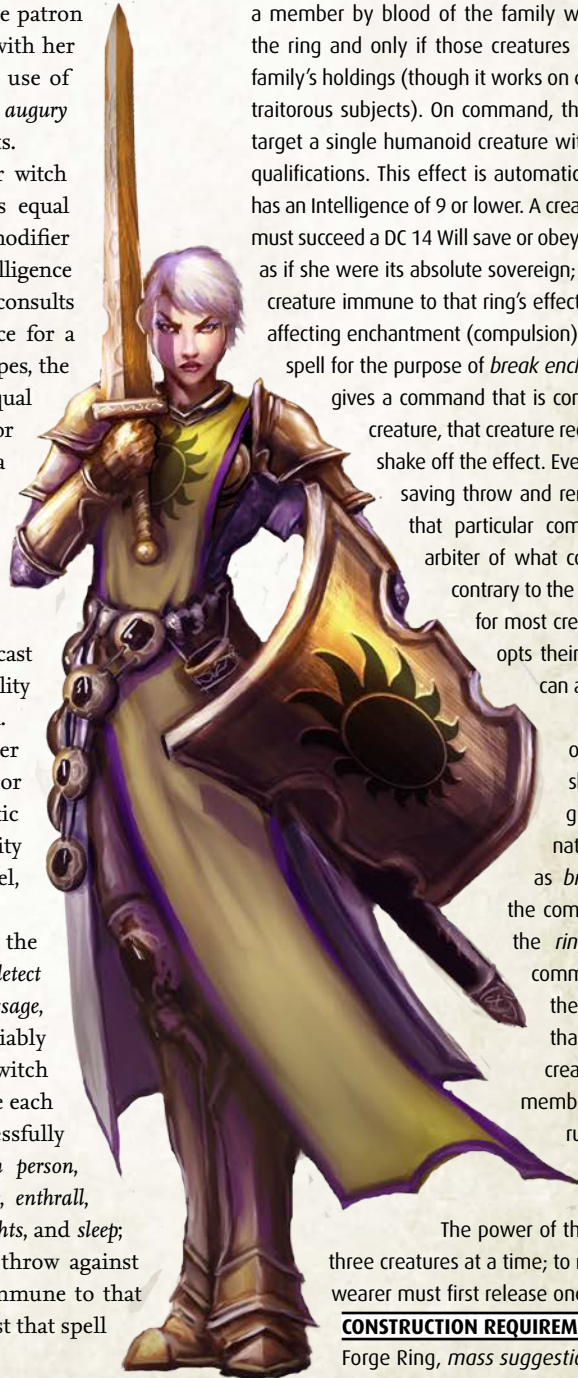 e patron
with her
use of
augury
ts.
r witch
s equal
modifier
lligence
consults
ce for a
pes, the
qual
or
a
cast
lity
.
er
or
tic
ity
el,
the
detect
ssage,
iably
witch
e each
essfully
n person,
, enthrall,
hts, and sleep;
throw against
mmune to that
st that spell
a member by blood of the family w
the ring and only if those creatures
family’s holdings (though it works on
traitorous subjects). On command, th
target a single humanoid creature wit
qualifications. This effect is automatic
has an Intelligence of 9 or lower. A crea
must succeed a DC 14 Will save or obey
as if she were its absolute sovereign;
creature immune to that ring’s effect
affecting enchantment (compulsion)
spell for the purpose of break ench
gives a command that is con
creature, that creature rec
shake off the effect. Eve
saving throw and ren
that particular com
arbiter of what co
contrary to the
for most cre
opts their
can a
o
sl
g
nat
as br
the com
the rin
comm
the
tha
crea
memb
ru
The power of th
three creatures at a time; to r
wearer must first release one
CONSTRUCTION REQUIREM
Forge Ring, mass suggestic